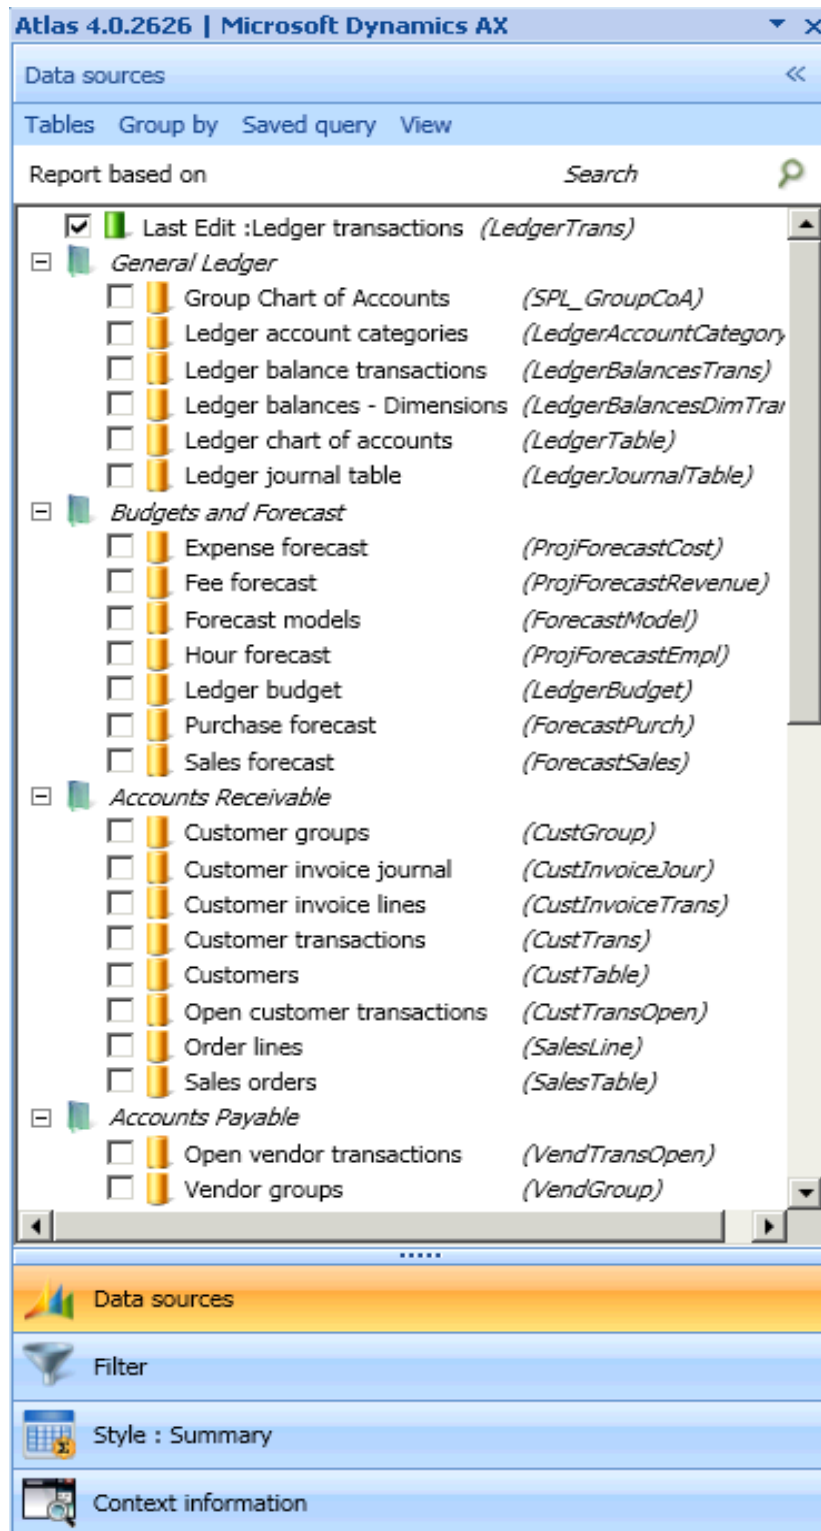 Atlas 4.0.2626 | Microsoft Dynamics AX
Data sources
Tables Group by Saved query View
Report based on Search
Last Edit :Ledger transactions (LedgerTrans)
General Ledger
Group Chart of Accounts (SPL_GroupCoA)
Ledger account categories (LedgerAccountCategory
Ledger balance transactions (LedgerBalancesTrans)
Ledger balances - Dimensions (LedgerBalancesDimTrar
Ledger chart of accounts (LedgerTable)
Ledger journal table (LedgerJournalTable)
Budgets and Forecast
Expense forecast (ProjForecastCost)
Fee forecast (ProjForecastRevenue)
Forecast models (ForecastModel)
Hour forecast (ProjForecastEmpl)
Ledger budget (LedgerBudget)
Purchase forecast (ForecastPurch)
Sales forecast (ForecastSales)
Accounts Receivable
Customer groups (CustGroup)
Customer invoice journal (CustInvoiceJour)
Customer invoice lines (CustInvoiceTrans)
Customer transactions (CustTrans)
Customers (CustTable)
Open customer transactions (CustTransOpen)
Order lines (SalesLine)
Sales orders (SalesTable)
Accounts Payable
Open vendor transactions (VendTransOpen)
Vendor groups (VendGroup)
Data sources
Filter
Style : Summary
Context information